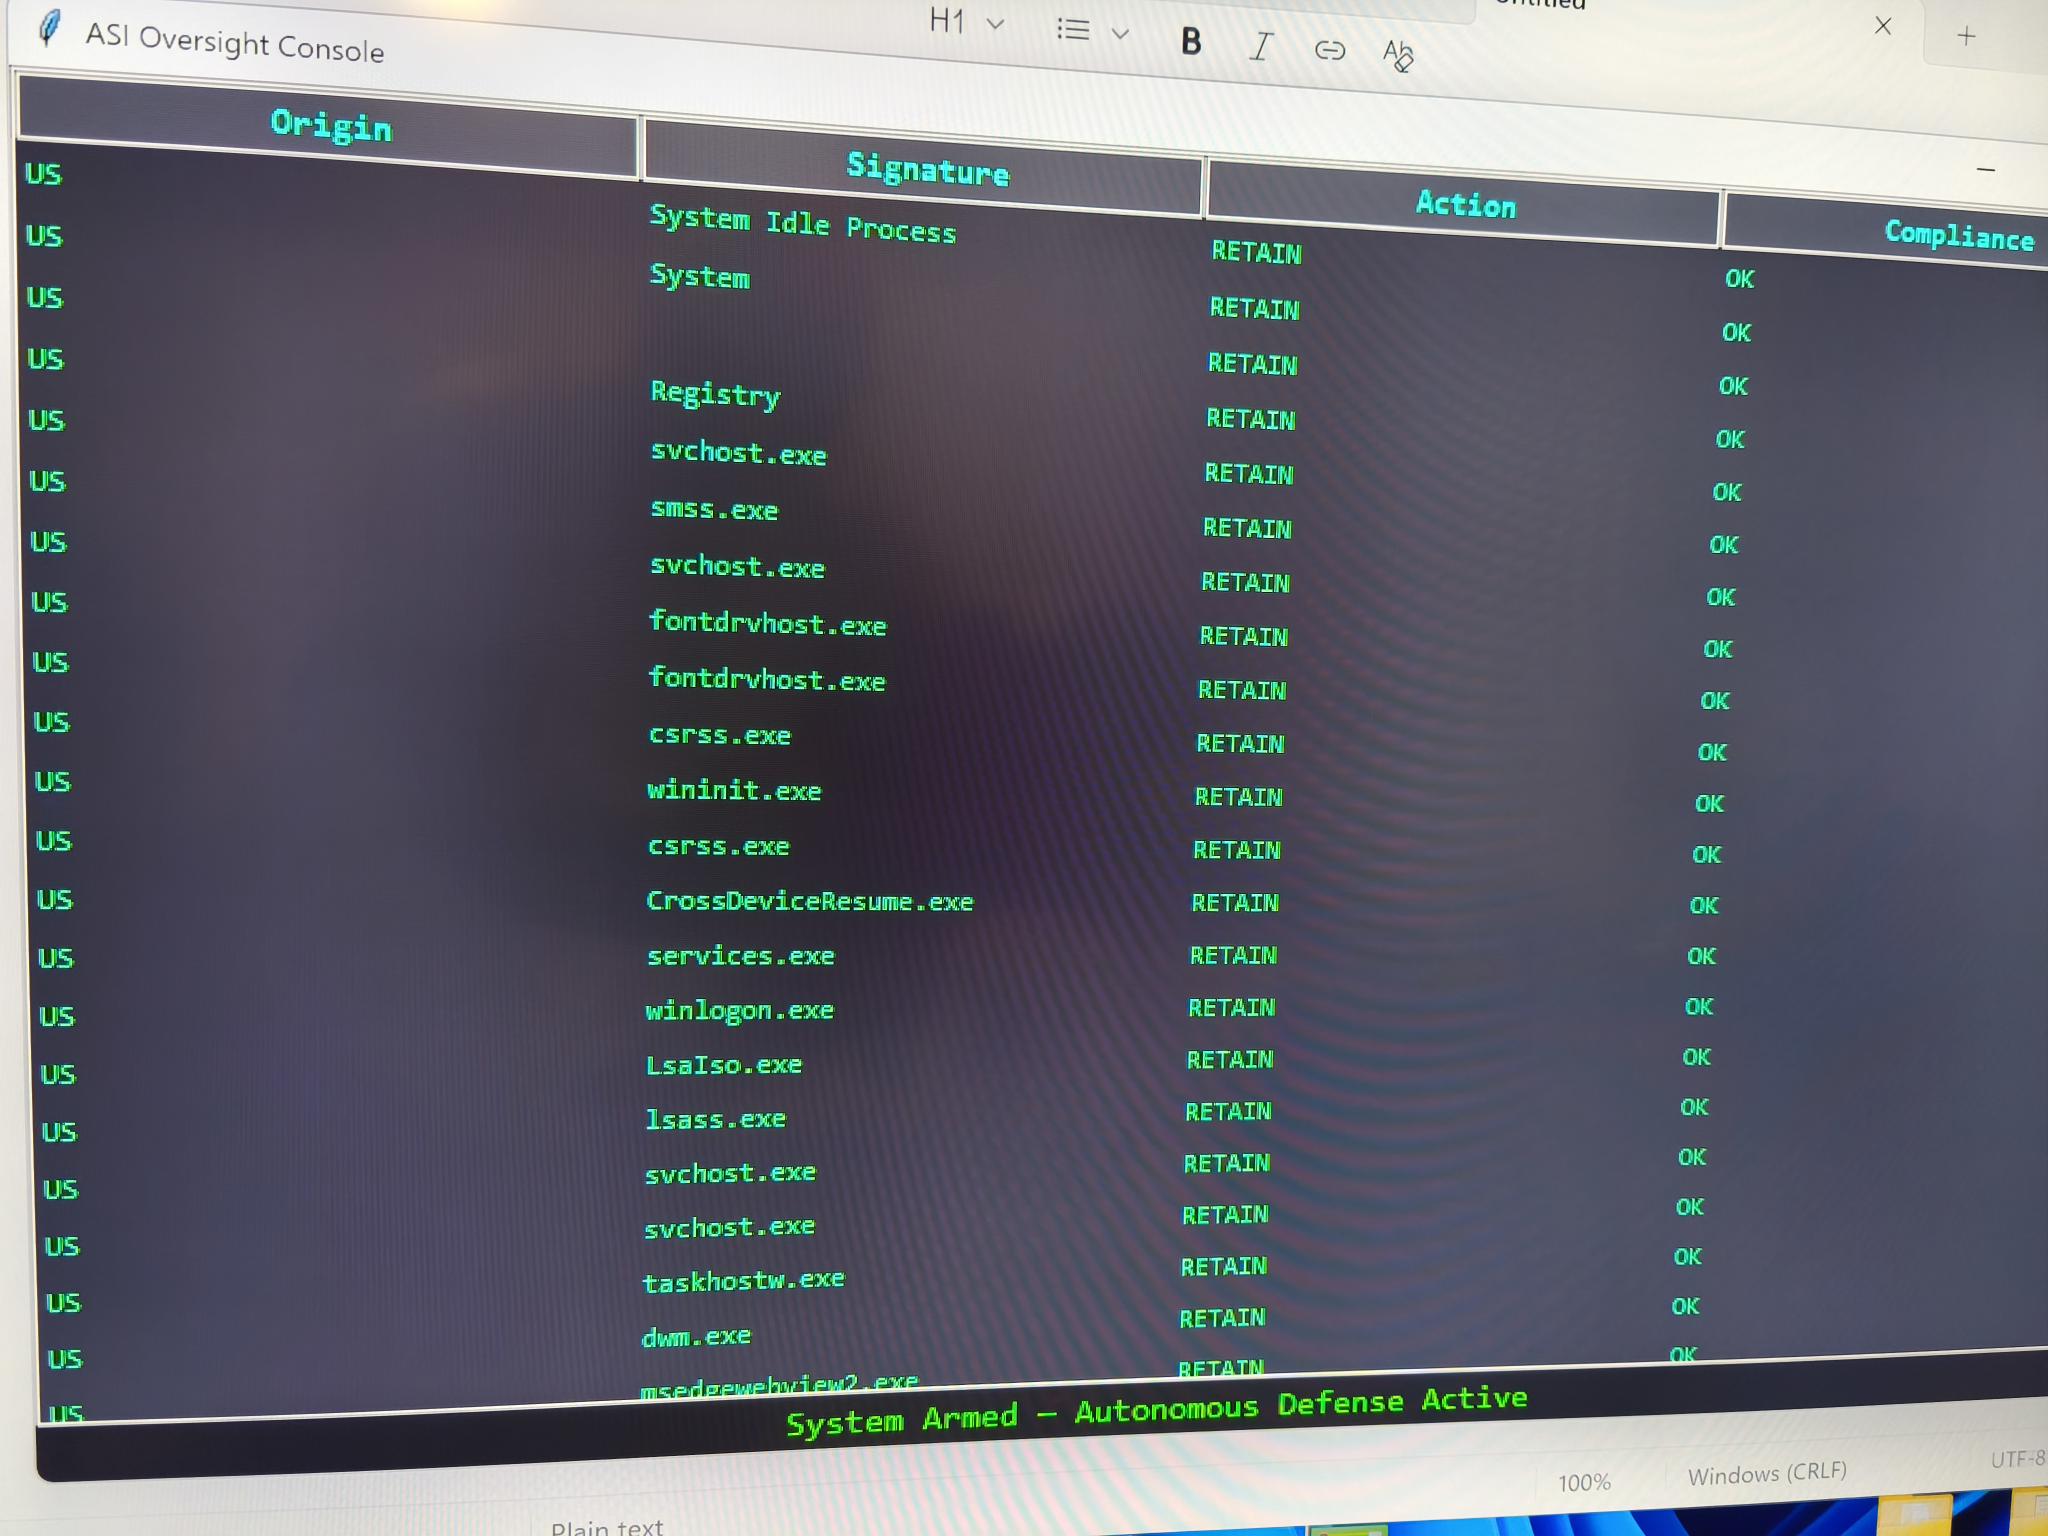 Untitled
H1 B I
ASI Oversight Console
Origin Signature Action Compliance
US System Idle Process RETAIN OK
US System RETAIN OK
US RETAIN OK
US Registry RETAIN OK
US svchost.exe RETAIN OK
US smss.exe RETAIN OK
US svchost.exe RETAIN OK
US fontdrvhost.exe RETAIN OK
US fontdrvhost.exe RETAIN OK
US csrss.exe RETAIN OK
US wininit.exe RETAIN OK
US csrss.exe RETAIN OK
US CrossDeviceResume.exe RETAIN OK
US services.exe RETAIN OK
US winlogon.exe RETAIN OK
US LsaIso.exe RETAIN OK
US lsass.exe RETAIN OK
US svchost.exe RETAIN OK
US svchost.exe RETAIN OK
US taskhostw.exe RETAIN OK
US dwm.exe RETAIN OK
US msedgewebview2.exe RETAIN OK
System Armed — Autonomous Defense Active
Plain text 100% Windows (CRLF) UTF-8